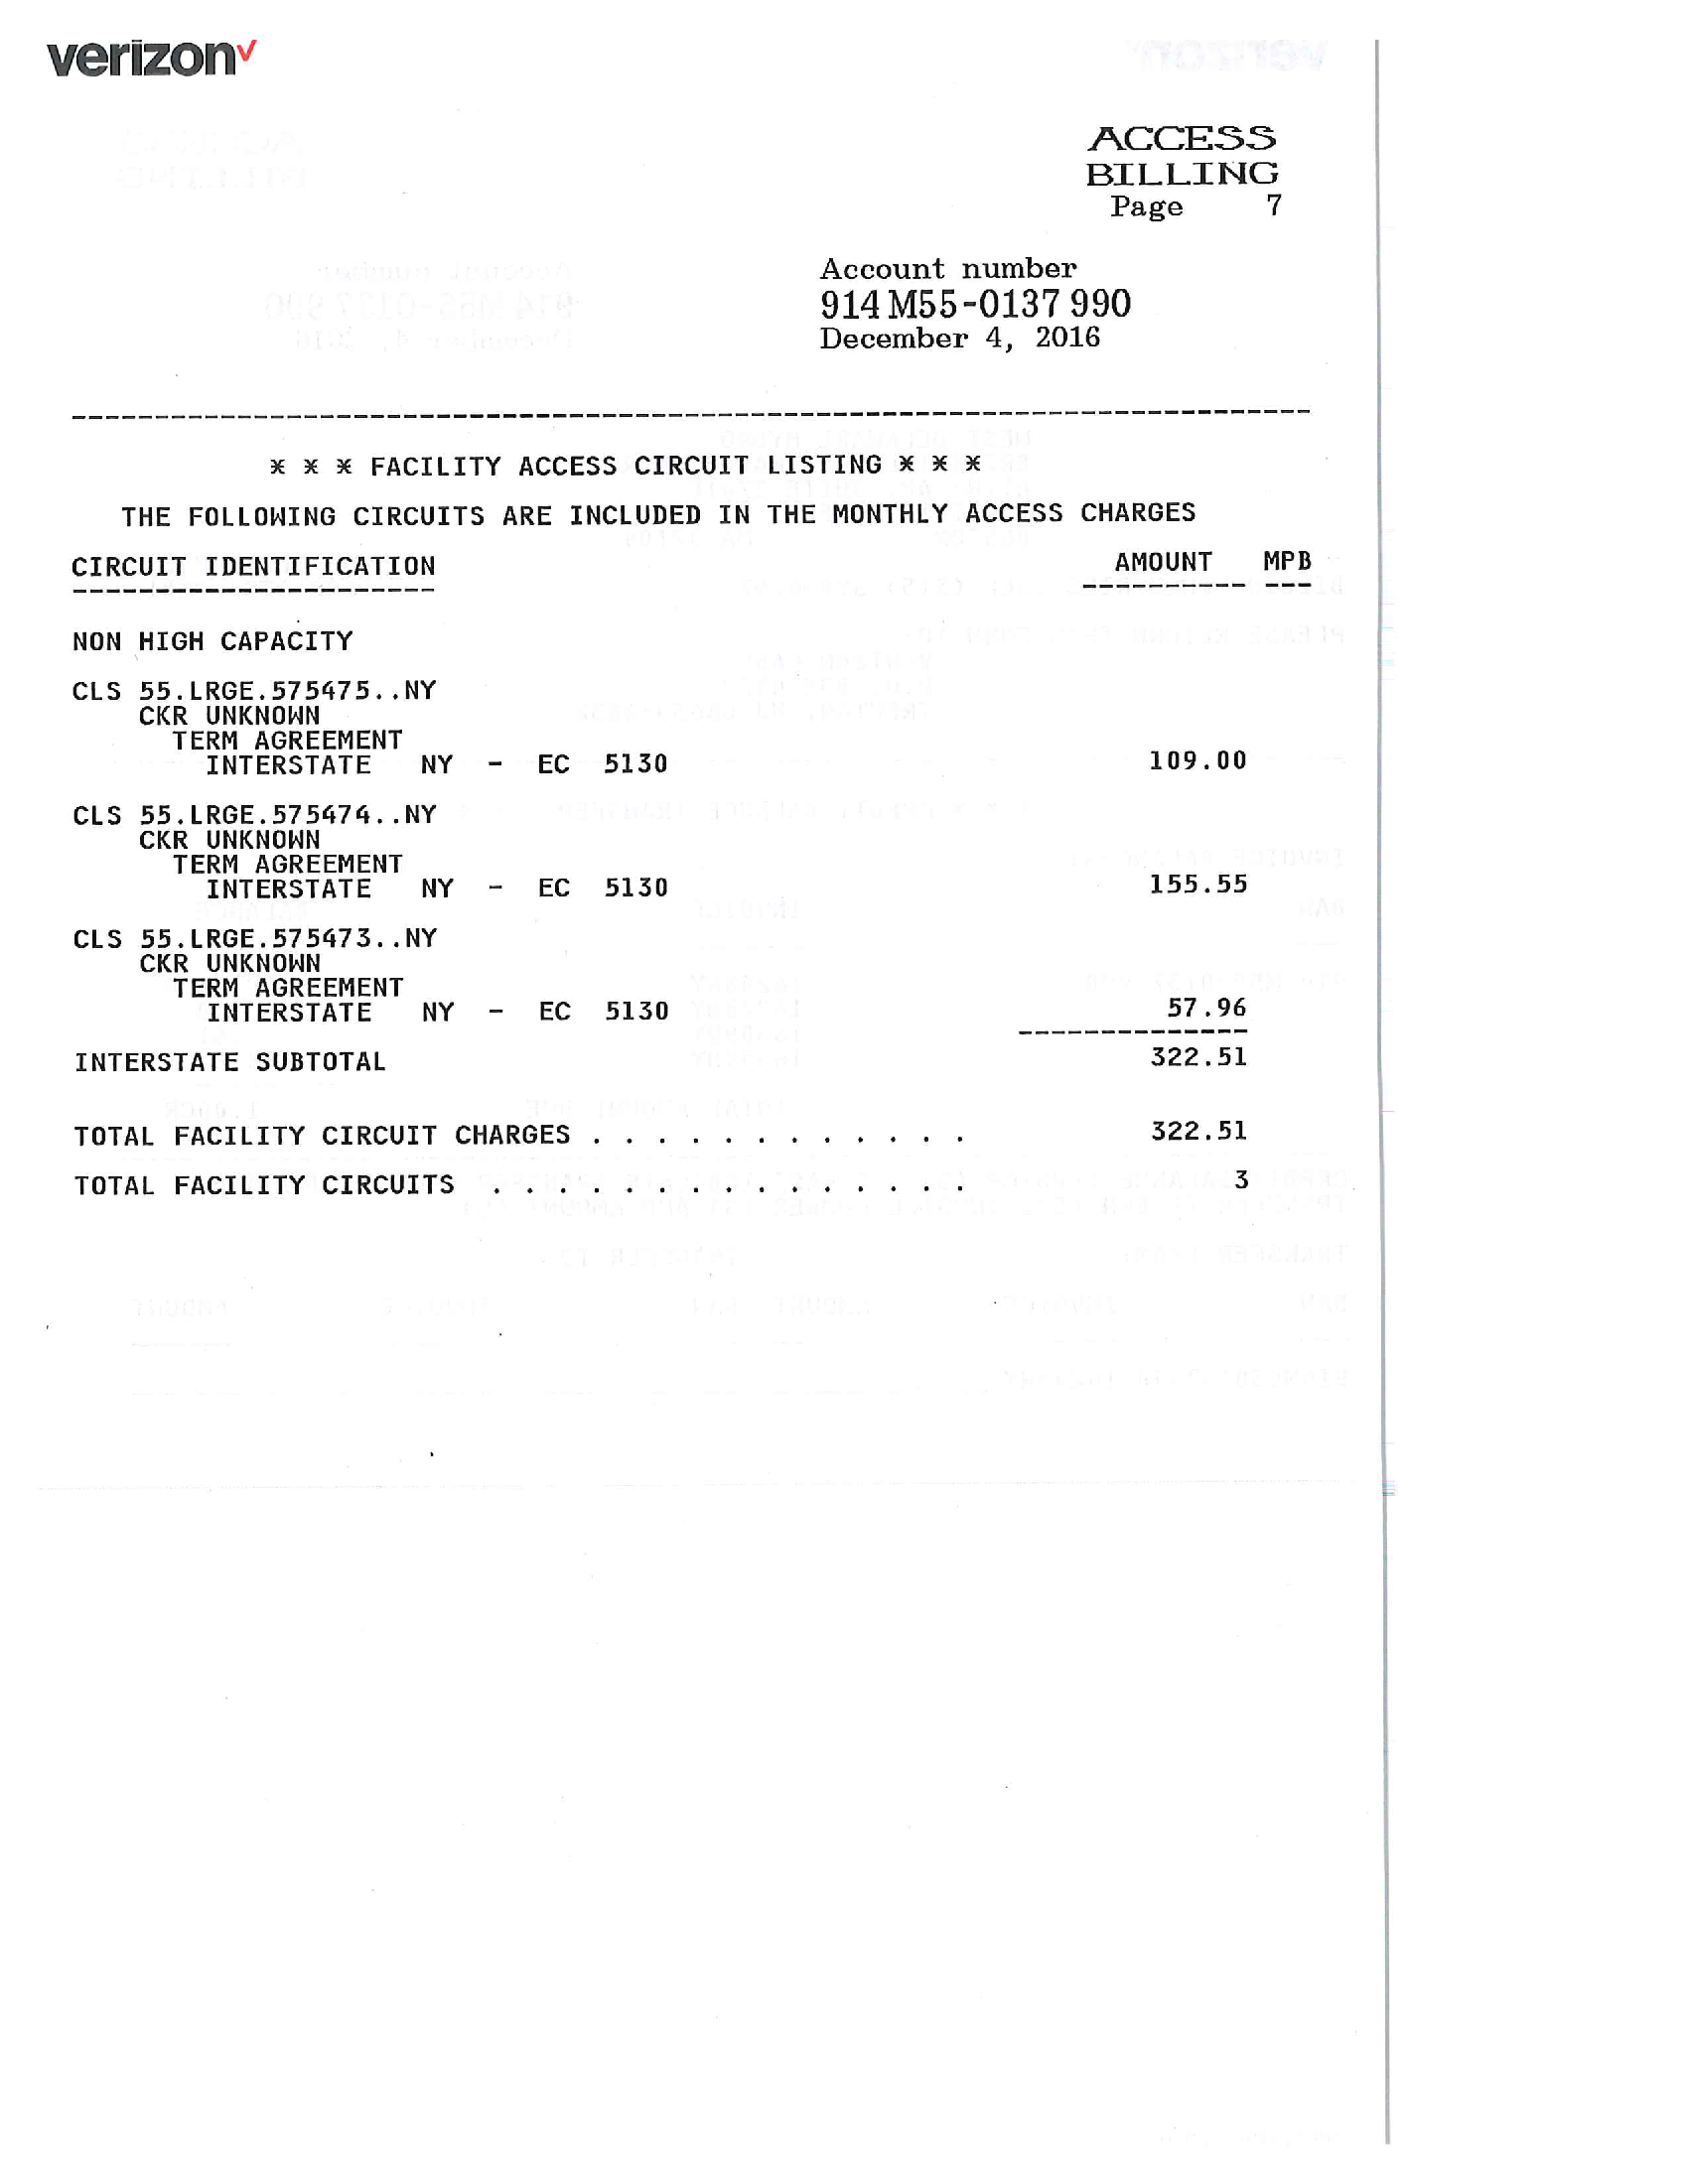 verizon
ACCESS
BILLING
Page 7
Account number
914 M55-0137 990
December 4, 2016
* * * FACILITY ACCESS CIRCUIT LISTING * * *
THE FOLLOWING CIRCUITS ARE INCLUDED IN THE MONTHLY ACCESS CHARGES
CIRCUIT IDENTIFICATION AMOUNT MPB
NON HIGH CAPACITY
CLS 55.LRGE.575475..NY
CKR UNKNOWN
TERM AGREEMENT
INTERSTATE NY - EC 5130 109.00
CLS 55.LRGE.575474..NY
CKR UNKNOWN
TERM AGREEMENT
INTERSTATE NY - EC 5130 155.55
CLS 55.LRGE.575473..NY
CKR UNKNOWN
TERM AGREEMENT
INTERSTATE NY - EC 5130 57.96
INTERSTATE SUBTOTAL 322.51
TOTAL FACILITY CIRCUIT CHARGES . . . . . . . . . . . . 322.51
TOTAL FACILITY CIRCUITS . . . . . . . . . . . . . . . 3